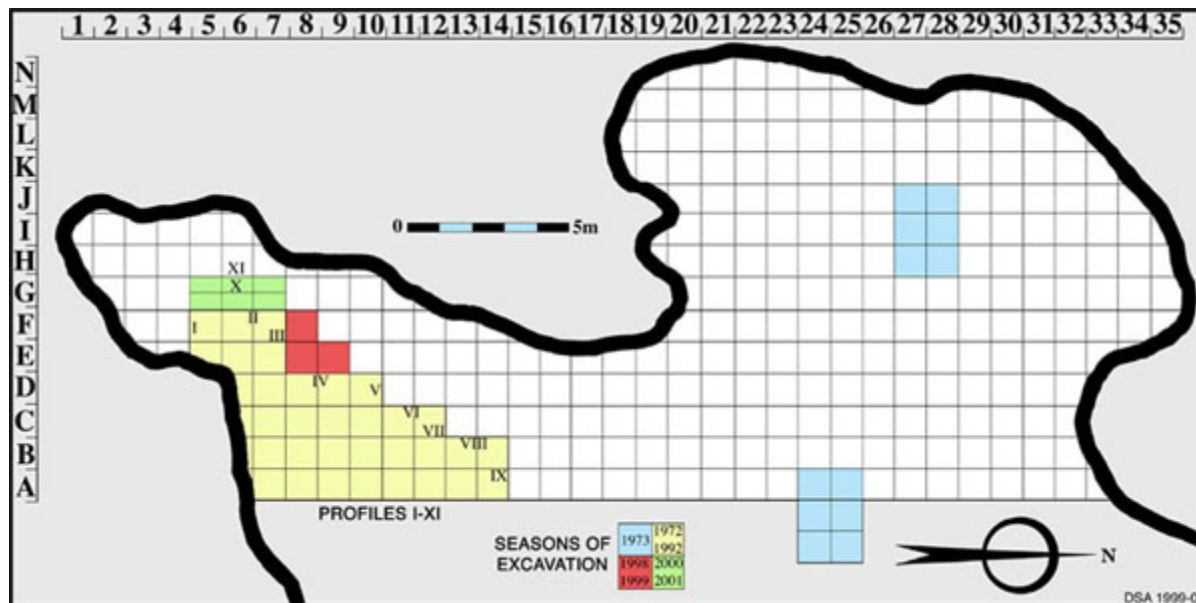 1 2 3 4 5 6 7 8 9 10 11 12 13 14 15 16 17 18 19 20 21 22 23 24 25 26 27 28 30 31 32 33 34 35
N
M
L
K
J
I
H
G
F
E
D
C
B
A
0 5m
XI
X
I II III
IV V
VI
VII VIII
IX
PROFILES I-XI
SEASONS OF
EXCAVATION
1973 1972
1992
1998 2000
1999 2001
N
DSA 1999-0